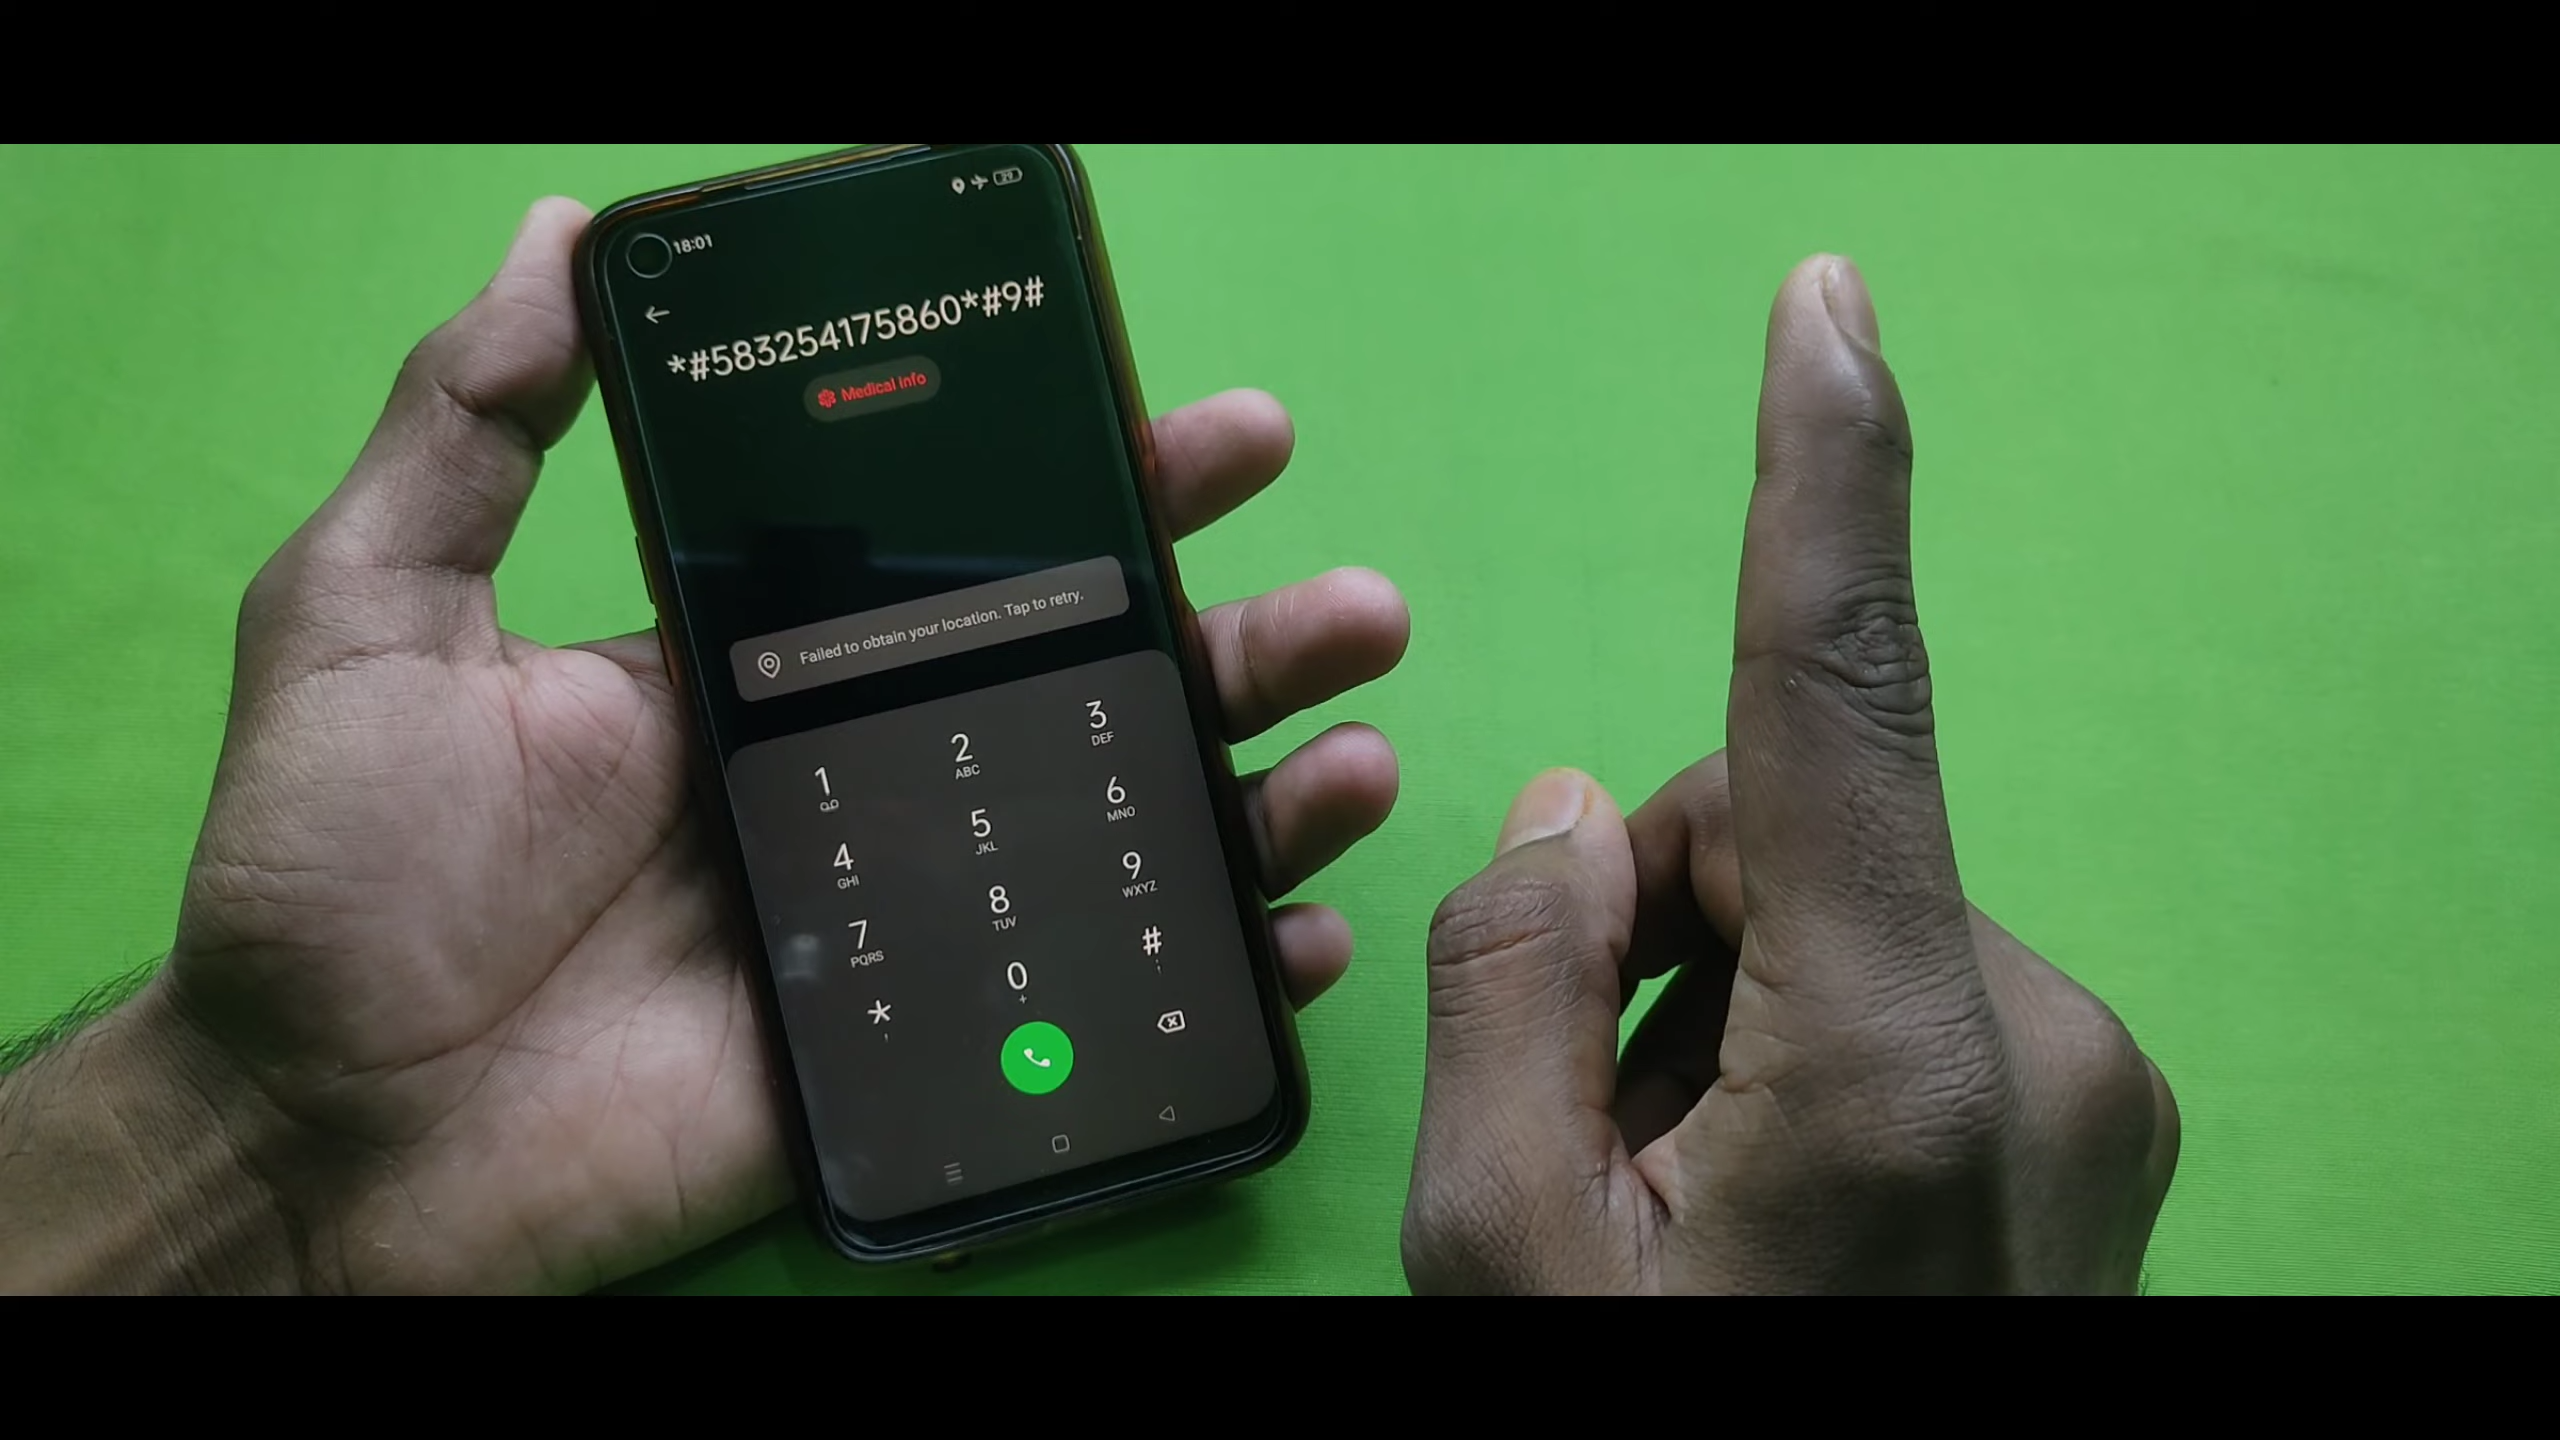 18:01
29
*#583254175860*#9#
Medical info
Failed to obtain your location. Tap to retry.
1
2 ABC
3 DEF
4 GHI
5 JKL
6 MNO
7 PQRS
8 TUV
9 WXYZ
* ,
0 +
# ;